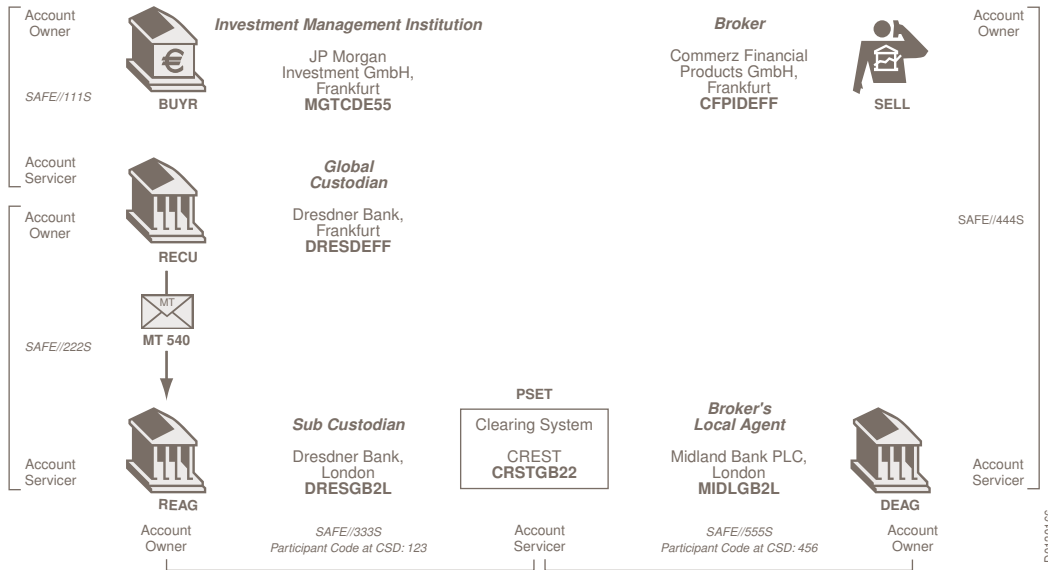 Account
Owner
Investment Management Institution
Broker
Account
Owner
JP Morgan
Investment GmbH,
Frankfurt
MGTCDE55
Commerz Financial
Products GmbH,
Frankfurt
CFPIDEFF
€
SAFE//111S
BUYR
SELL
Account
Servicer
Global
Custodian
Account
Owner
Dresdner Bank,
Frankfurt
DRESDEFF
SAFE//444S
RECU
MT
MT 540
SAFE//222S
PSET
Sub Custodian
Clearing System
Broker's
Local Agent
Dresdner Bank,
London
DRESGB2L
CREST
CRSTGB22
Midland Bank PLC,
London
MIDLGB2L
Account
Servicer
Account
Servicer
REAG
DEAG
Account
Owner
SAFE//333S
Participant Code at CSD: 123
Account
Servicer
SAFE//555S
Participant Code at CSD: 456
Account
Owner